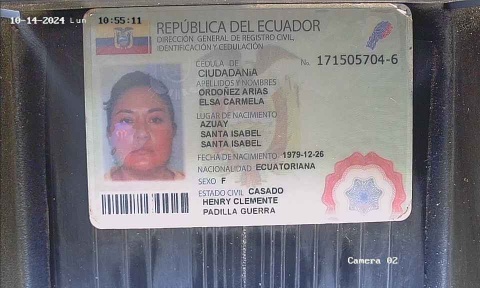 10-14-2024 Lun 10:55:11
REPÚBLICA DEL ECUADOR
DIRECCIÓN GENERAL DE REGISTRO CIVIL,
IDENTIFICACIÓN Y CEDULACIÓN
CÉDULA DE No. 171505704-6
CIUDADANÍA
APELLIDOS Y NOMBRES
ORDOÑEZ ARIAS
ELSA CARMELA
LUGAR DE NACIMIENTO
AZUAY
SANTA ISABEL
SANTA ISABEL
FECHA DE NACIMIENTO 1979-12-26
NACIONALIDAD ECUATORIANA
SEXO F
ESTADO CIVIL CASADO
HENRY CLEMENTE
PADILLA GUERRA
Camera 02